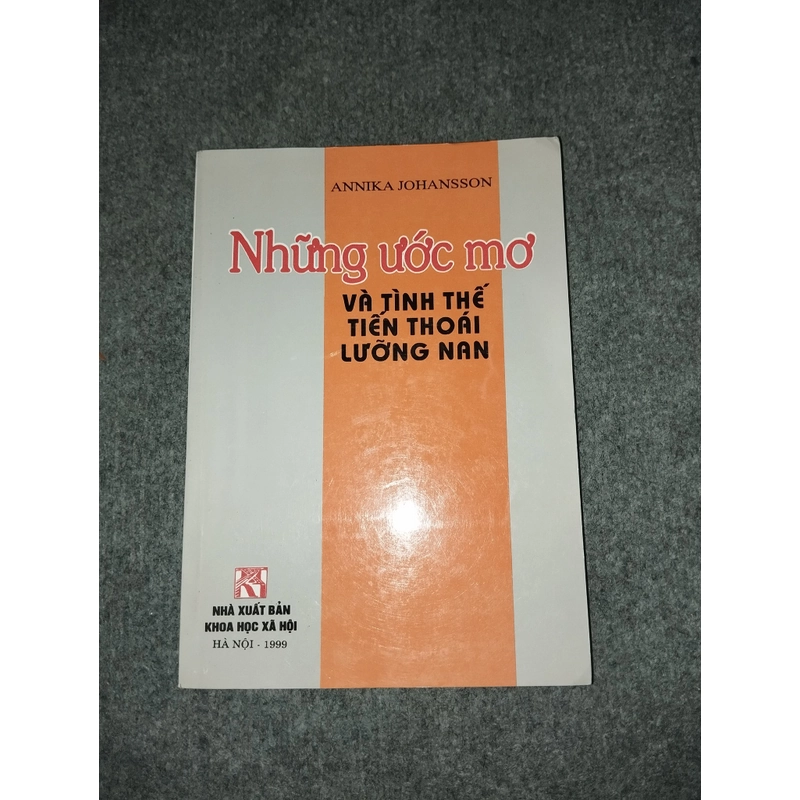 ANNIKA JOHANSSON
Những ước mơ
VÀ TÌNH THẾ
TIẾN THOÁI
LƯỠNG NAN
NHÀ XUẤT BẢN
KHOA HỌC XÃ HỘI
HÀ NỘI - 1999